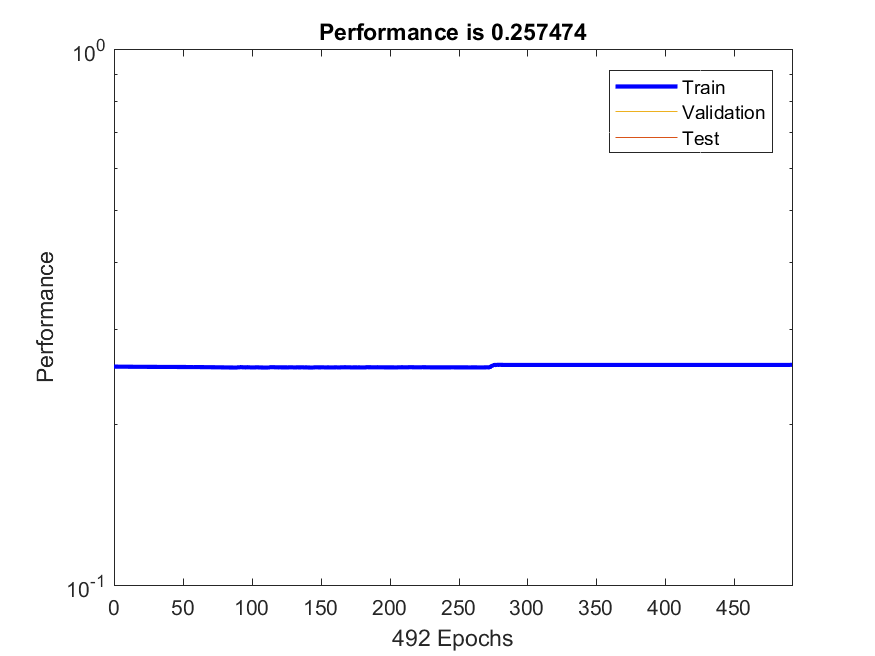 Performance is 0.257474
10^0
Train
Validation
Test
Performance
10^-1
0 50 100 150 200 250 300 350 400 450
492 Epochs